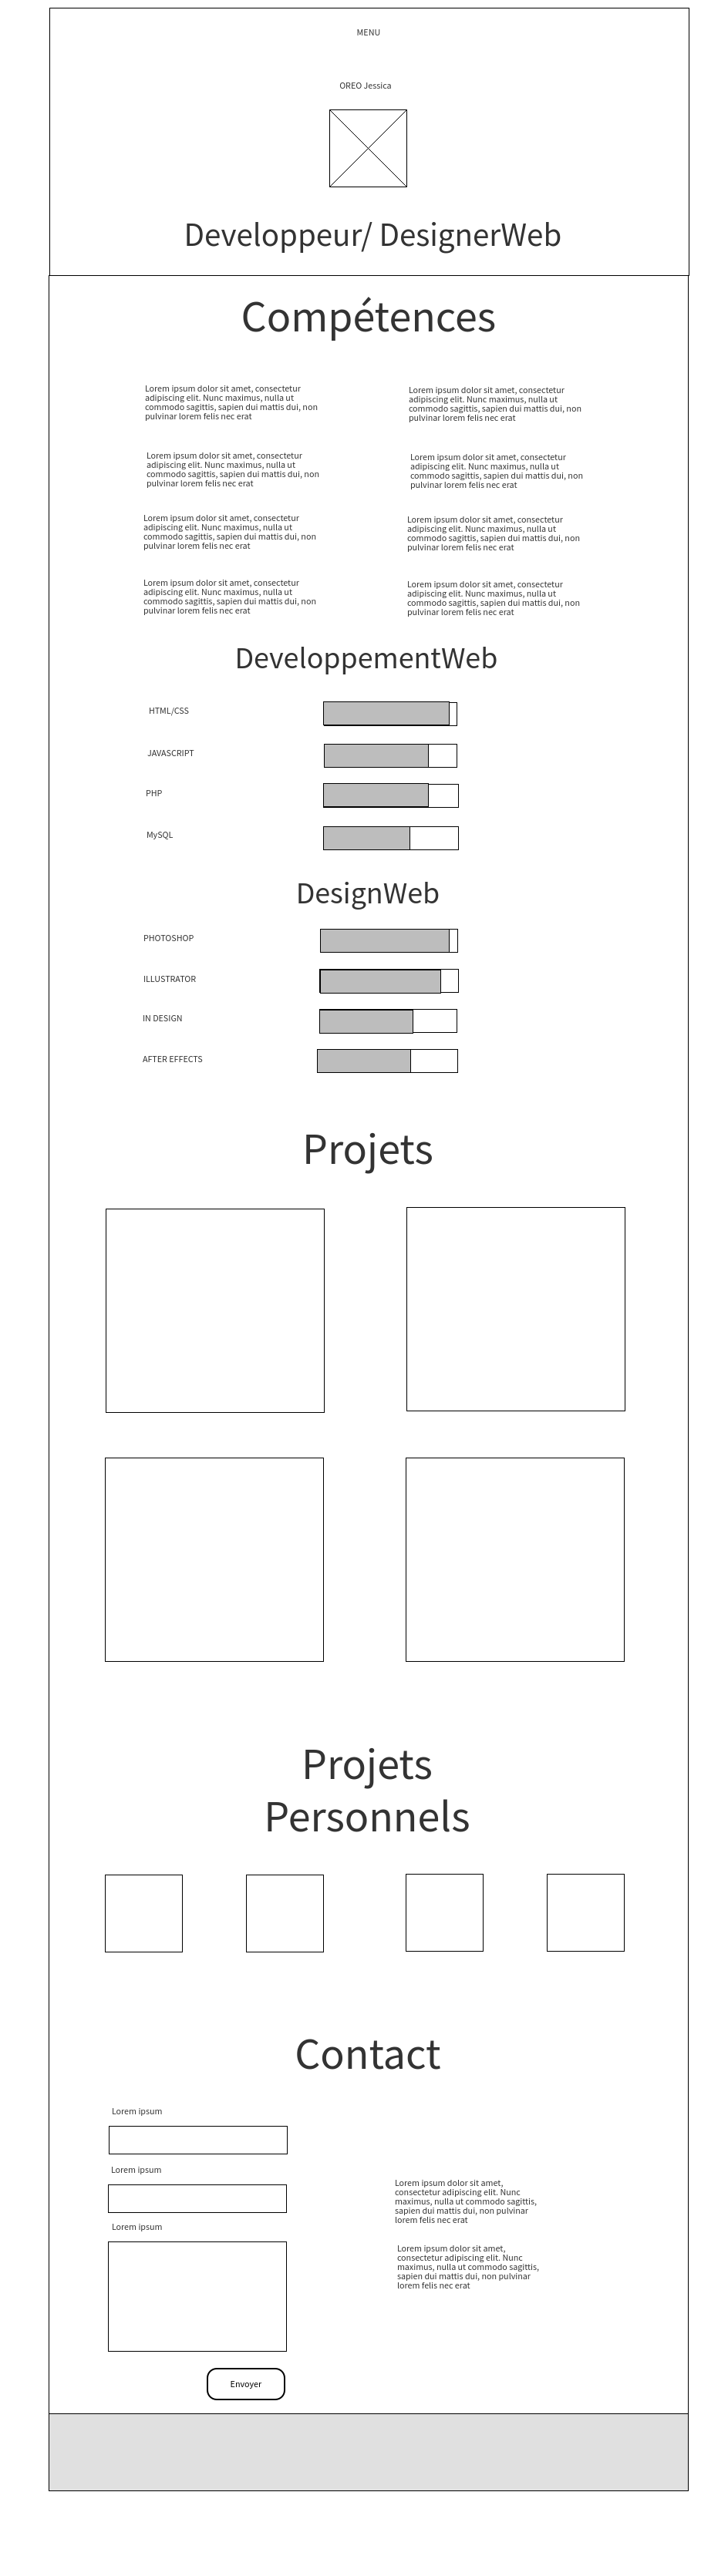 MENU
OREO Jessica
Developpeur/ DesignerWeb
Compétences
Lorem ipsum dolor sit amet, consectetur
adipiscing elit. Nunc maximus, nulla ut
commodo sagittis, sapien dui mattis dui, non
pulvinar lorem felis nec erat
Lorem ipsum dolor sit amet, consectetur
adipiscing elit. Nunc maximus, nulla ut
commodo sagittis, sapien dui mattis dui, non
pulvinar lorem felis nec erat
Lorem ipsum dolor sit amet, consectetur
adipiscing elit. Nunc maximus, nulla ut
commodo sagittis, sapien dui mattis dui, non
pulvinar lorem felis nec erat
Lorem ipsum dolor sit amet, consectetur
adipiscing elit. Nunc maximus, nulla ut
commodo sagittis, sapien dui mattis dui, non
pulvinar lorem felis nec erat
Lorem ipsum dolor sit amet, consectetur
adipiscing elit. Nunc maximus, nulla ut
commodo sagittis, sapien dui mattis dui, non
pulvinar lorem felis nec erat
Lorem ipsum dolor sit amet, consectetur
adipiscing elit. Nunc maximus, nulla ut
commodo sagittis, sapien dui mattis dui, non
pulvinar lorem felis nec erat
Lorem ipsum dolor sit amet, consectetur
adipiscing elit. Nunc maximus, nulla ut
commodo sagittis, sapien dui mattis dui, non
pulvinar lorem felis nec erat
Lorem ipsum dolor sit amet, consectetur
adipiscing elit. Nunc maximus, nulla ut
commodo sagittis, sapien dui mattis dui, non
pulvinar lorem felis nec erat
DeveloppementWeb
HTML/CSS
JAVASCRIPT
PHP
MySQL
DesignWeb
PHOTOSHOP
ILLUSTRATOR
IN DESIGN
AFTER EFFECTS
Projets
Projets
Personnels
Contact
Lorem ipsum
Lorem ipsum
Lorem ipsum
Envoyer
Lorem ipsum dolor sit amet,
consectetur adipiscing elit. Nunc
maximus, nulla ut commodo sagittis,
sapien dui mattis dui, non pulvinar
lorem felis nec erat
Lorem ipsum dolor sit amet,
consectetur adipiscing elit. Nunc
maximus, nulla ut commodo sagittis,
sapien dui mattis dui, non pulvinar
lorem felis nec erat